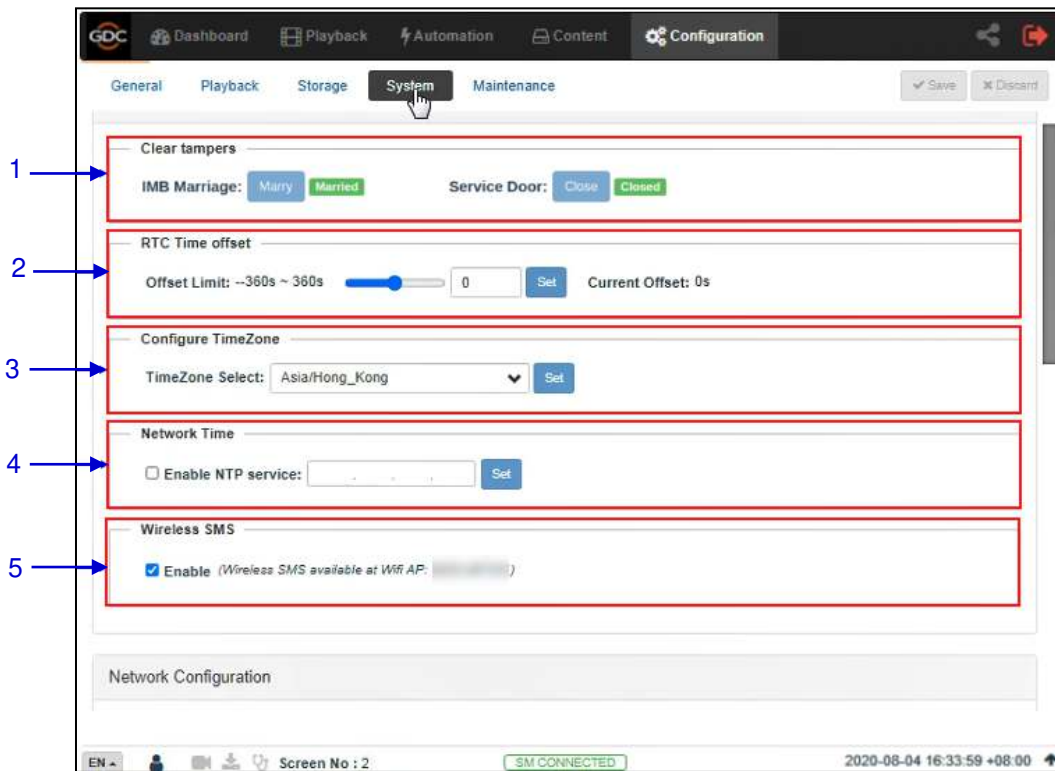 GDC Dashboard Playback Automation Content Configuration
General Playback Storage System Maintenance Save Discard
Clear tampers
1
IMB Marriage: Marry Married Service Door: Close Closed
RTC Time offset
2
Offset Limit: --360s ~ 360s 0 Set Current Offset: 0s
Configure TimeZone
3
TimeZone Select: Asia/Hong_Kong Set
Network Time
4
Enable NTP service: . . . Set
Wireless SMS
5
Enable (Wireless SMS available at Wifi AP: )
Network Configuration
EN Screen No : 2 SM CONNECTED 2020-08-04 16:33:59 +08:00